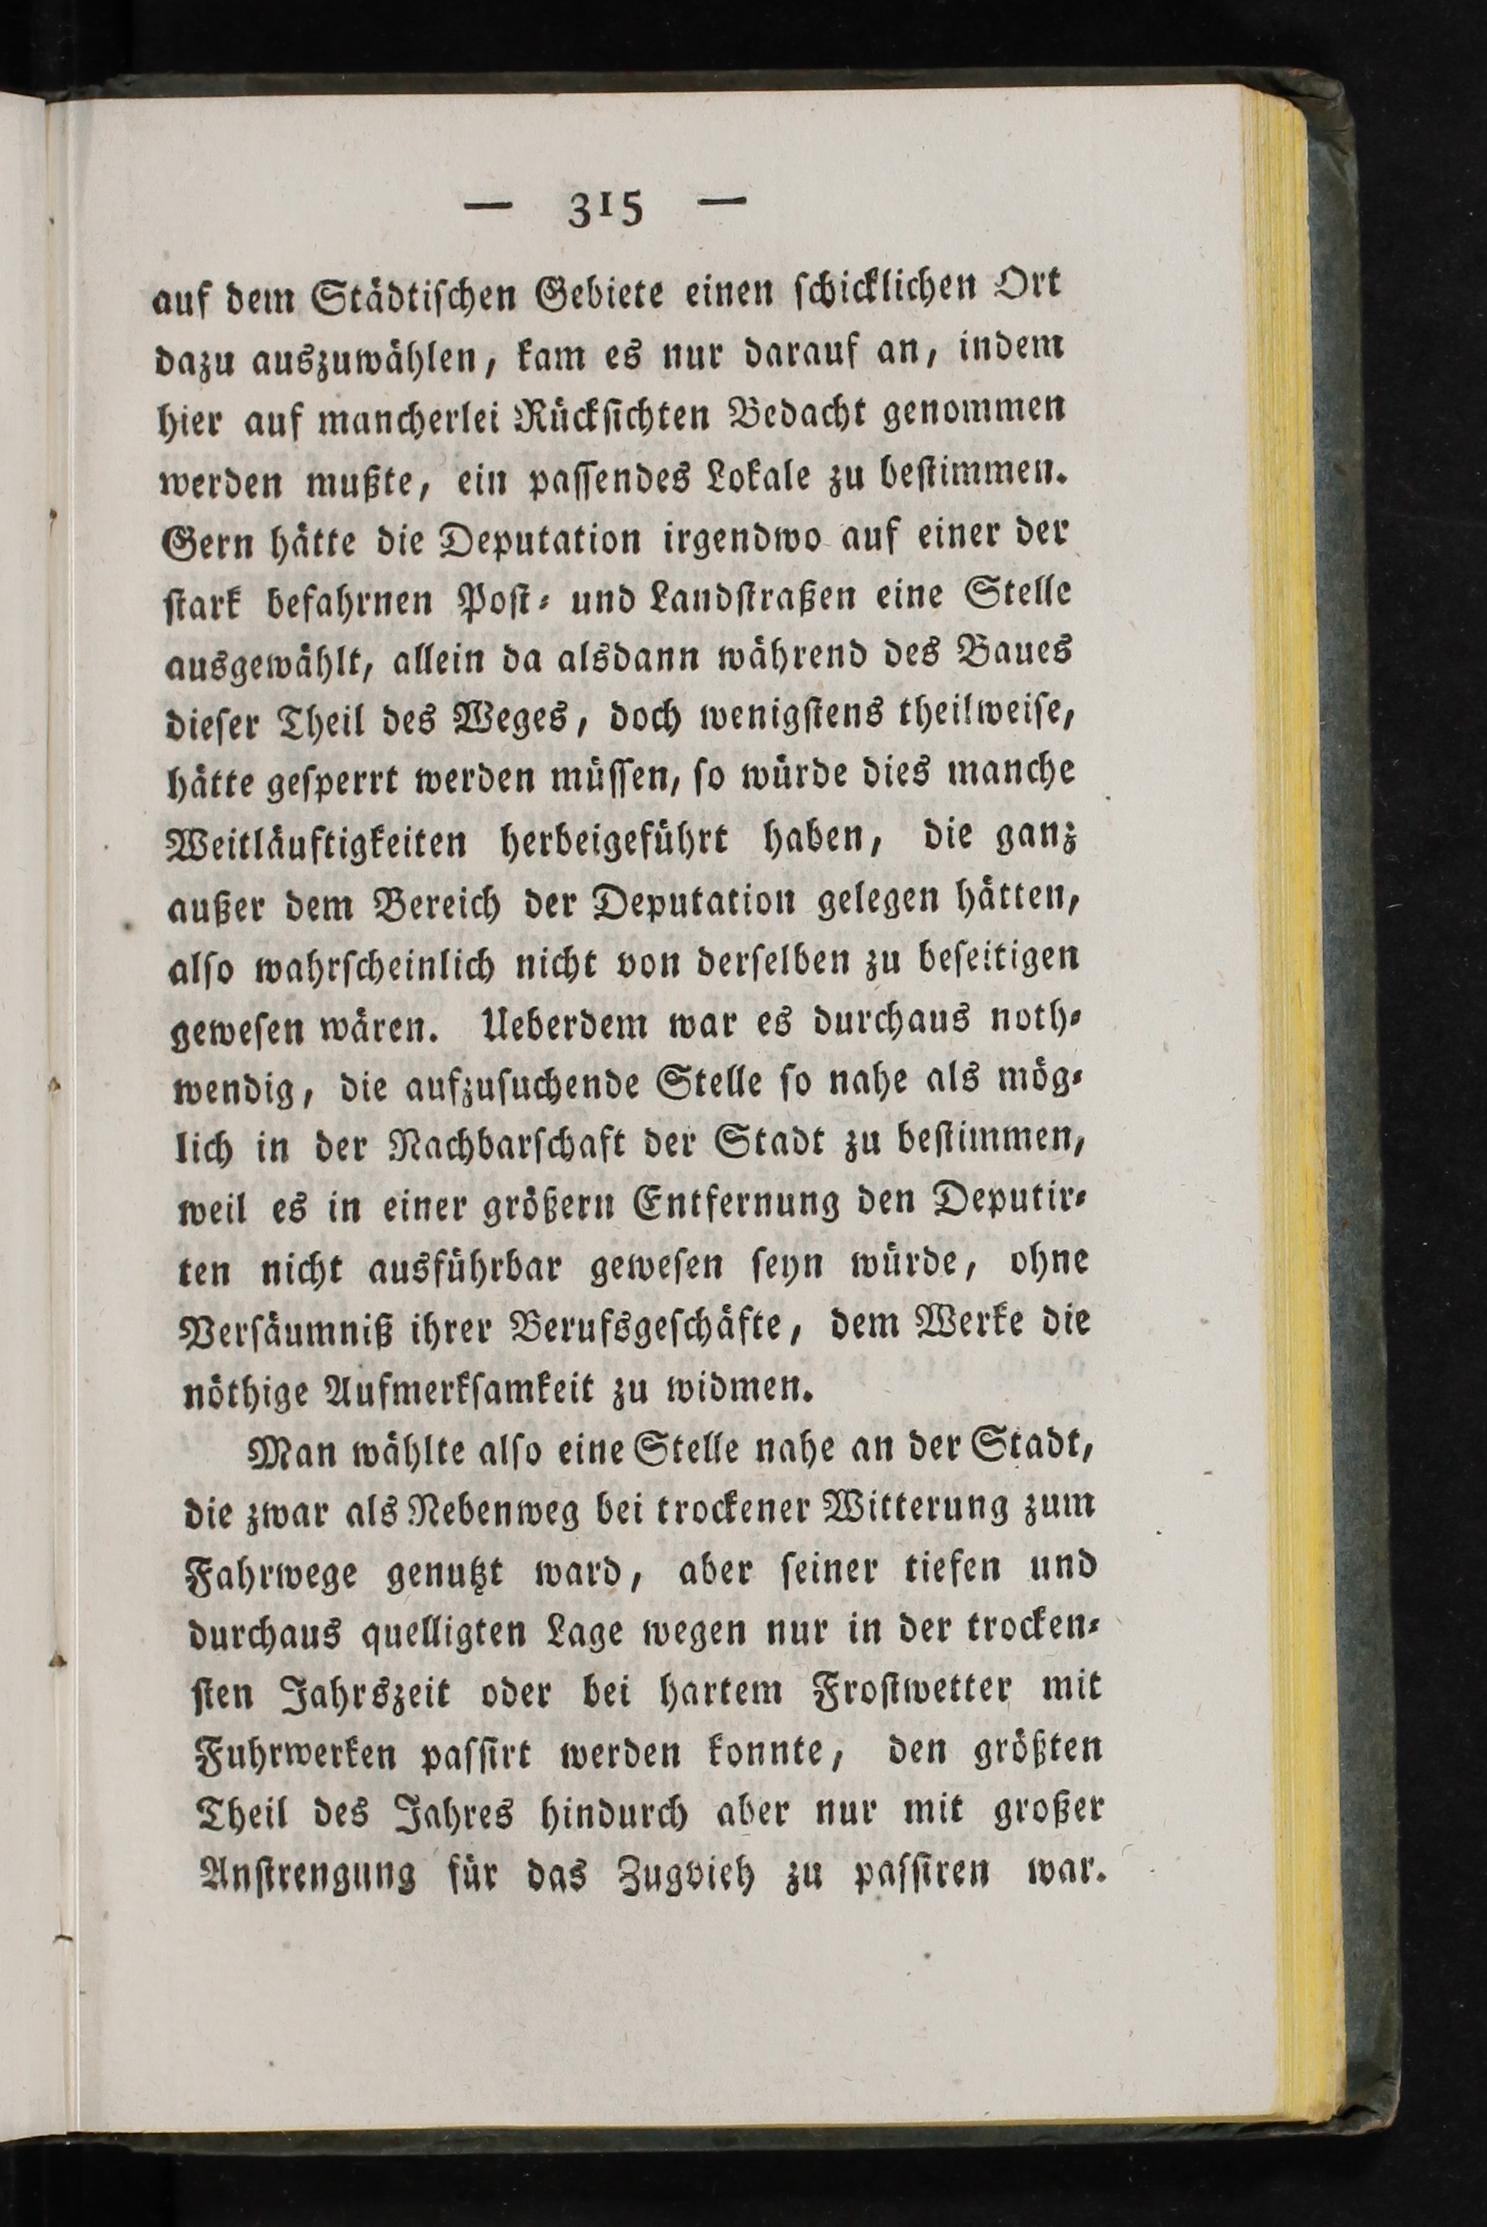 — 315 —
auf dem Städtiſchen Gebiete einen ſchicklichen Ort
dazu auszuwählen, kam es nur darauf an, indem
hier auf mancherlei Rückſichten Bedacht genommen
werden mußte, ein paſſendes Lokale zu beſtimmen.
Gern hätte die Deputation irgendwo auf einer der
ſtark befahrnen Poſt⸗ und Landſtraßen eine Stelle
ausgewählt, allein da alsdann während des Baues
dieſer Theil des Weges, doch wenigſtens theilweiſe,
hätte geſperrt werden müſſen, ſo würde dies manche
Weitläuftigkeiten herbeigeführt haben, die ganz
außer dem Bereich der Deputation gelegen hätten,
alſo wahrſcheinlich nicht von derſelben zu beſeitigen
geweſen wären. Ueberdem war es durchaus noth⸗
wendig, die aufzuſuchende Stelle ſo nahe als mög⸗
lich in der Nachbarſchaft der Stadt zu beſtimmen,
weil es in einer größern Entfernung den Deputir⸗
ten nicht ausführbar geweſen ſeyn würde, ohne
Verſäumniß ihrer Berufsgeſchäfte, dem Werke die
nöthige Aufmerkſamkeit zu widmen.
Man wählte alſo eine Stelle nahe an der Stadt,
die zwar als Nebenweg bei trockener Witterung zum
Fahrwege genutzt ward, aber ſeiner tiefen und
durchaus quelligten Lage wegen nur in der trocken⸗
ſten Jahrszeit oder bei hartem Froſtwetter mit
Fuhrwerken paſſirt werden konnte, den größten
Theil des Jahres hindurch aber nur mit großer
Anſtrengung für das Zugvieh zu paſſiren war.